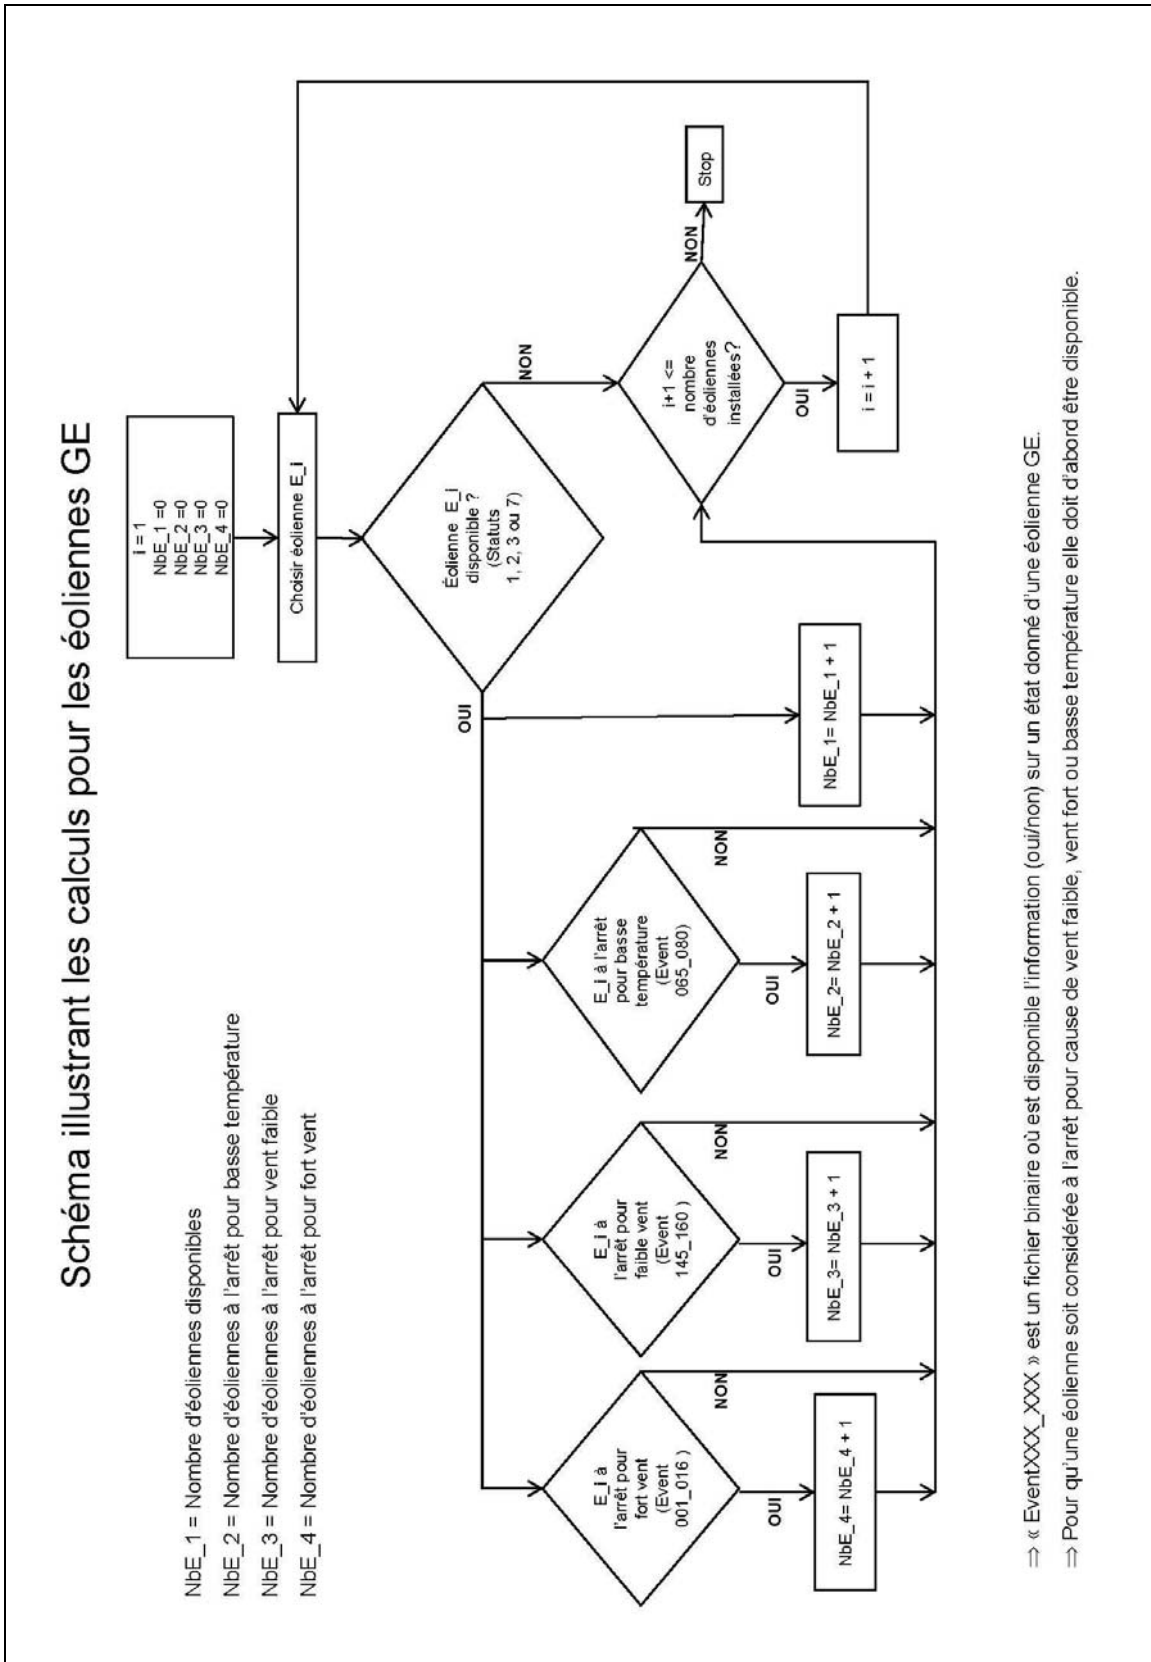 Schéma illustrant les calculs pour les éoliennes GE
NbE_1 = Nombre d'éoliennes disponibles
NbE_2 = Nombre d'éoliennes à l'arrêt pour basse température
NbE_3 = Nombre d'éoliennes à l'arrêt pour vent faible
NbE_4 = Nombre d'éoliennes à l'arrêt pour fort vent
i = 1
NbE_1 =0
NbE_2 =0
NbE_3 =0
NbE_4 =0
Choisir éolienne E_i
Éolienne E_i
disponible ?
(Statuts
1, 2, 3 ou 7)
OUI
NON
E_i à
l'arrêt pour
fort vent
(Event
001_016 )
NON
OUI
NbE_4= NbE_4 + 1
E_i à
l'arrêt pour
faible vent
(Event
145_160 )
NON
OUI
NbE_3= NbE_3 + 1
E_i à l'arrêt
pour basse
température
(Event
065_080)
NON
OUI
NbE_2= NbE_2 + 1
NbE_1= NbE_1 + 1
i+1 <=
nombre
d'éoliennes
installées?
NON
Stop
OUI
i = i + 1
⇒ « EventXXX_XXX » est un fichier binaire où est disponible l'information (oui/non) sur un état donné d'une éolienne GE.
⇒ Pour qu'une éolienne soit considérée à l'arrêt pour cause de vent faible, vent fort ou basse température elle doit d'abord être disponible.